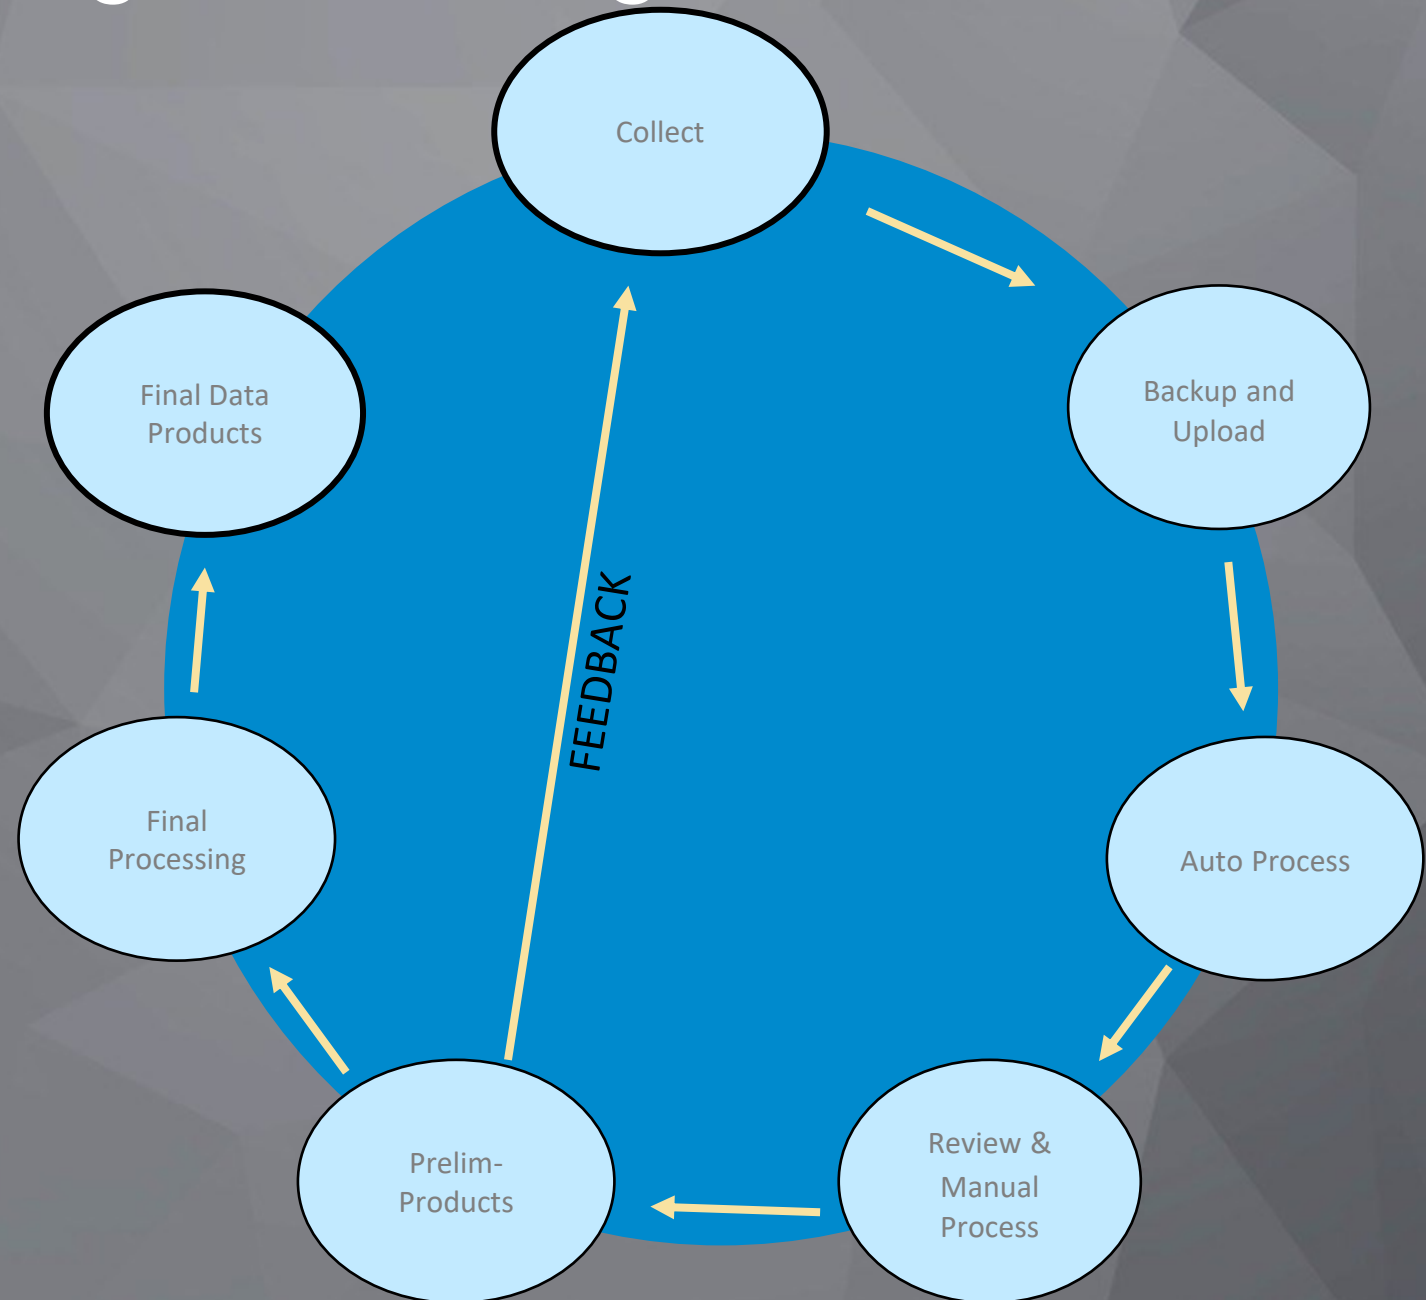 Collect
Backup and
Upload
Auto Process
Review &
Manual
Process
Prelim-
Products
Final
Processing
Final Data
Products
FEEDBACK